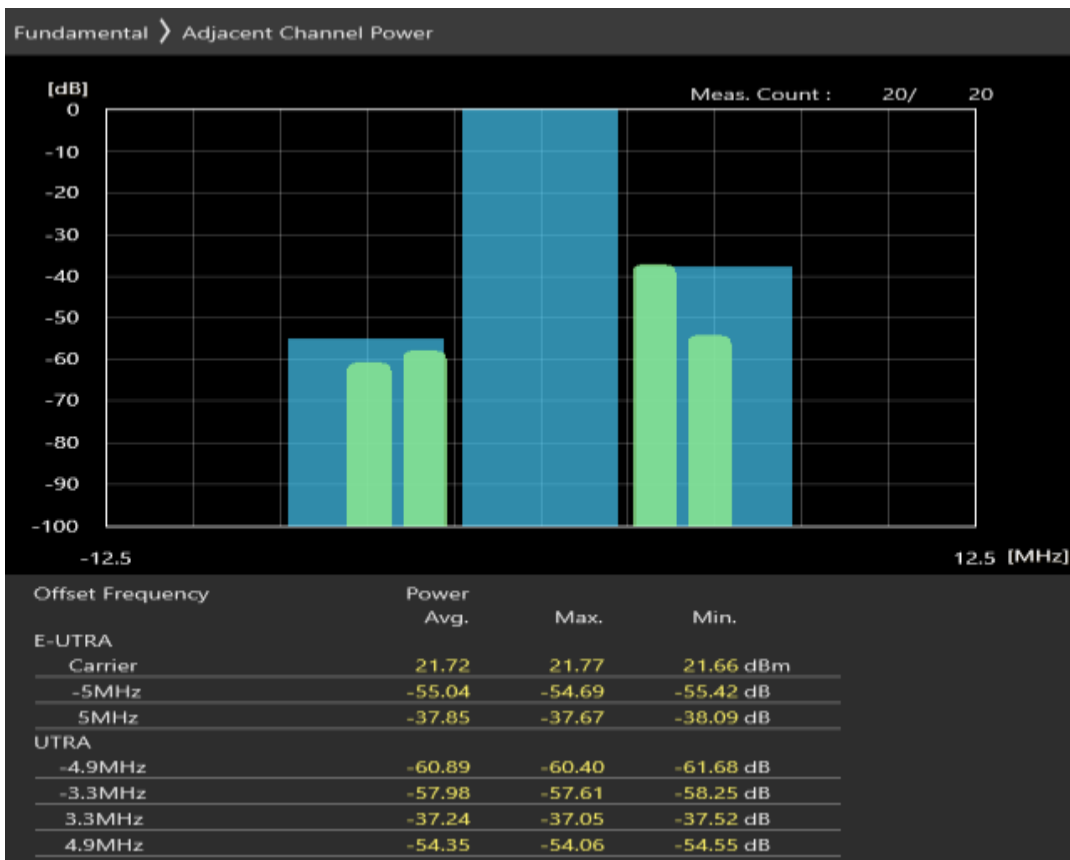 Fundamental 〉 Adjacent Channel Power
[dB]
Meas. Count : 20/ 20
0
-10
-20
-30
-40
-50
-60
-70
-80
-90
-100
-12.5 12.5 [MHz]
Offset Frequency Power
Avg. Max. Min.
E-UTRA
Carrier 21.72 21.77 21.66 dBm
-5MHz -55.04 -54.69 -55.42 dB
5MHz -37.85 -37.67 -38.09 dB
UTRA
-4.9MHz -60.89 -60.40 -61.68 dB
-3.3MHz -57.98 -57.61 -58.25 dB
3.3MHz -37.24 -37.05 -37.52 dB
4.9MHz -54.35 -54.06 -54.55 dB